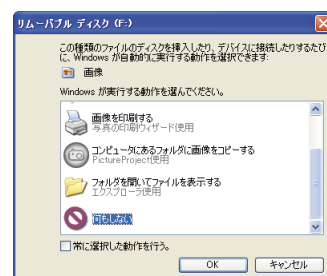 リムーバブル ディスク (F:)
この種類のファイルのディスクを挿入したり、デバイスに接続したりするたび
に、Windows が自動的に実行する動作を選択できます:
画像
Windows が実行する動作を選んでください。
画像を印刷する
写真の印刷ウィザード使用
コンピュータにあるフォルダに画像をコピーする
PictureProject使用
フォルダを開いてファイルを表示する
エクスプローラ使用
何もしない
常に選択した動作を行う。
OK
キャンセル